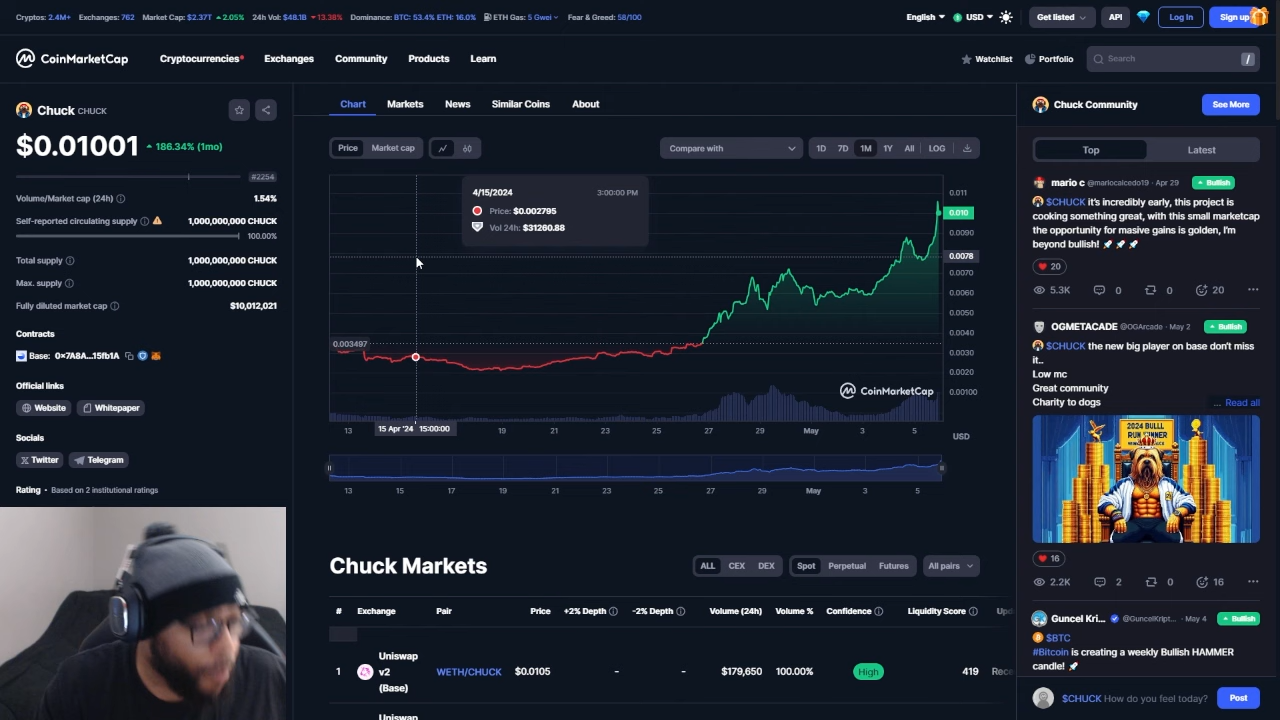 Cryptos: 2.4M+ Exchanges: 762 Market Cap: $2.37T 2.05% 24h Vol: $48.1B 13.38% Dominance: BTC: 53.4% ETH: 16.0% ETH Gas: 5 Gwei Fear & Greed: 58/100
English USD Get listed API Log In Sign up
CoinMarketCap Cryptocurrencies Exchanges Community Products Learn
Watchlist Portfolio Search /
Chuck CHUCK
$0.01001 186.34% (1mo)
#2254
Volume/Market cap (24h) 1.54%
Self-reported circulating supply 1,000,000,000 CHUCK
100.00%
Total supply 1,000,000,000 CHUCK
Max. supply 1,000,000,000 CHUCK
Fully diluted market cap $10,012,021
Contracts
Base: 0x7A8A...15fb1A
Official links
Website Whitepaper
Socials
Twitter Telegram
Rating • Based on 2 institutional ratings
Chart Markets News Similar Coins About
Price Market cap Compare with 1D 7D 1M 1Y All LOG
4/15/2024 3:00:00 PM
Price: $0.002795
Vol 24h: $31260.88
0.011
0.010
0.0090
0.0078
0.0070
0.0060
0.0050
0.0040
0.003497
0.0030
0.0020
0.00100
CoinMarketCap
13 15 Apr '24 15:00:00 19 21 23 25 27 29 May 3 5 USD
13 15 17 19 21 23 25 27 29 May 3 5
Chuck Markets
ALL CEX DEX Spot Perpetual Futures All pairs
# Exchange Pair Price +2% Depth -2% Depth Volume (24h) Volume % Confidence Liquidity Score Upd
1 Uniswap v2 (Base) WETH/CHUCK $0.0105 - - $179,650 100.00% High 419 Rece
Uniswap
Chuck Community See More
Top Latest
mario c @mariocalcedo19 · Apr 29 Bullish
$CHUCK it's incredibly early, this project is
cooking something great, with this small marketcap
the opportunity for massive gains is golden, I'm
beyond bullish! 🚀 🚀 🚀
20
5.3K 0 0 20 ...
OGMETACADE @OGArcade · May 2 Bullish
$CHUCK the new big player on base don't miss
it..
Low mc
Great community
Charity to dogs ... Read all
2024 BULLL
RUN WINNER
16
2.2K 2 0 16 ...
Guncel Kri... @GuncelKript... · May 4 Bullish
$BTC
#Bitcoin is creating a weekly Bullish HAMMER
candle! 🚀
$CHUCK How do you feel today? Post